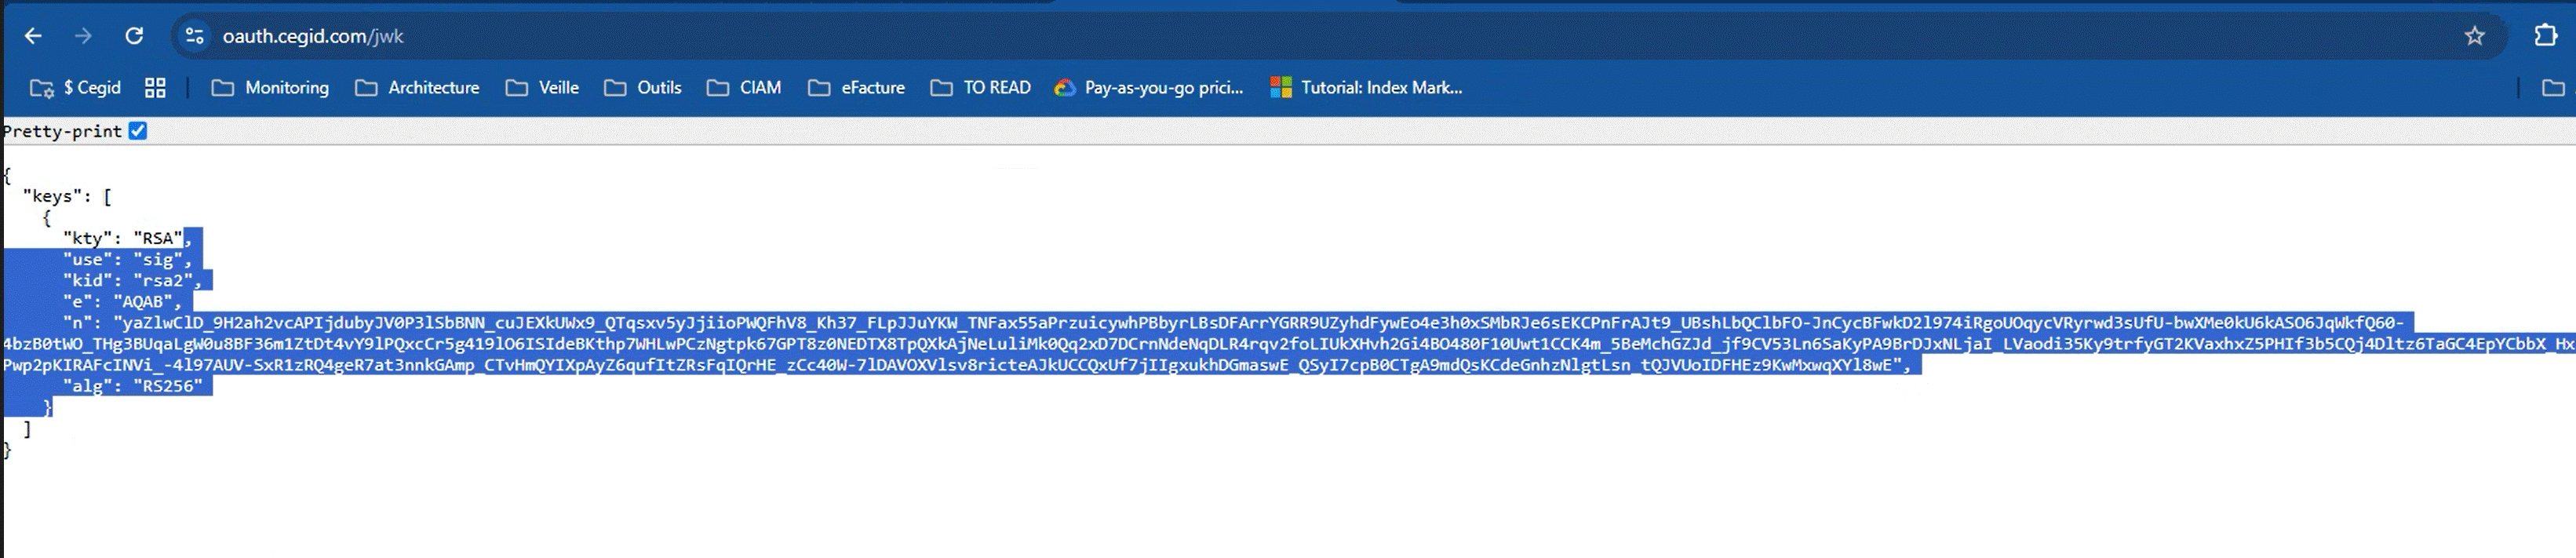 oauth.cegid.com/jwk
$ Cegid Monitoring Architecture Veille Outils CIAM eFacture TO READ Pay-as-you-go prici... Tutorial: Index Mark...
Pretty-print
{
"keys": [
{
"kty": "RSA",
"use": "sig",
"kid": "rsa2",
"e": "AQAB",
"n": "yaZlwClD_9H2ah2vcAPIjdubyJV0P3lSbBNN_cuJEXkUWx9_QTqsxv5yJjiioPWQFhV8_Kh37_FLpJJuYKW_TNFax55aPrzuicywhPBbyrLBsDFArrYGRR9UZyhdFywEo4e3h0xSMbRJe6sEKCPnFrAJt9_UBshLbQClbFO-JnCycBFwkD2l974iRgoUOqycVRyrwd3sUfU-bwXMe0kU6kASO6JqWkfQ60-
4bzB0tWO_THg3BUqaLgW0u8BF36m1ZtDt4vY9lPQxcCr5g419lO6ISIdeBKthp7WHLwPCzNgtpk67GPT8z0NEDTX8TpQXkAjNeLuliMk0Qq2xD7DCrnNdeNqDLR4rqv2foLIUkXHvh2Gi4BO480F10Uwt1CCK4m_5BeMchGZJd_jf9CV53Ln6SaKyPA9BrDJxNLjaI_LVaodi35Ky9trfyGT2KVaxhxZ5PHIf3b5CQj4Dltz6TaGC4EpYCbbX_Hx
Pwp2pKIRAFcINVi_-4l97AUV-SxR1zRQ4geR7at3nnkGAmp_CTvHmQYIXpAyZ6qufItZRsFqIQrHE_zCc40W-7lDAVOXVlsv8ricteAJkUCCQxUf7jIIgxukhDGmaswE_QSyI7cpB0CTgA9mdQsKCdeGnhzNlgtLsn_tQJVUoIDFHEz9KwMxwqXYl8wE",
"alg": "RS256"
}
]
}